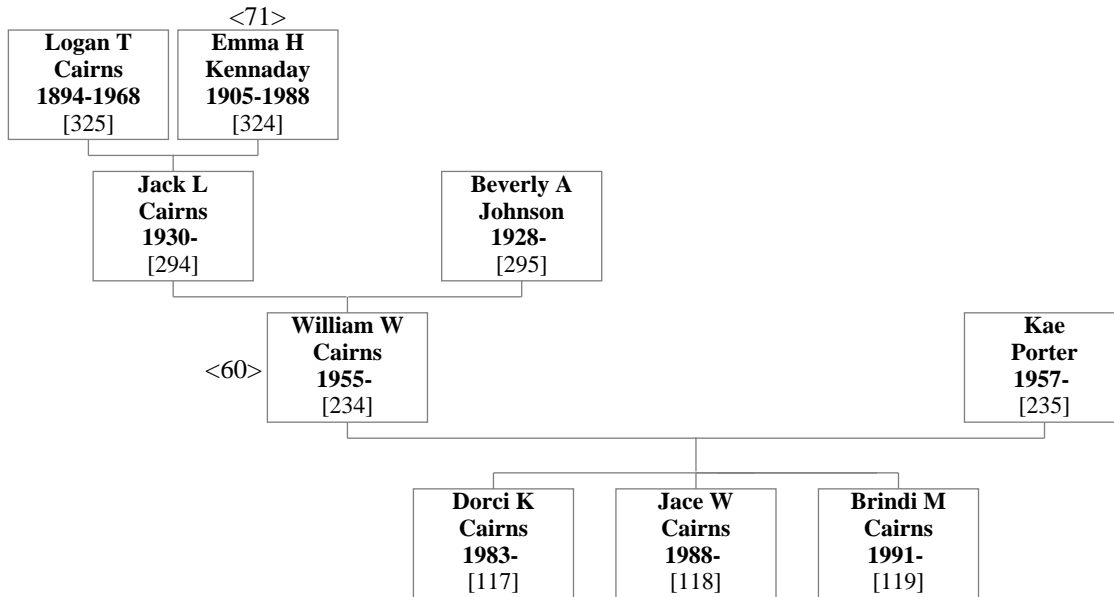 <71>
Logan T
Cairns
1894-1968
[325]
Emma H
Kennaday
1905-1988
[324]
Jack L
Cairns
1930-
[294]
Beverly A
Johnson
1928-
[295]
<60>
William W
Cairns
1955-
[234]
Kae
Porter
1957-
[235]
Dorci K
Cairns
1983-
[117]
Jace W
Cairns
1988-
[118]
Brindi M
Cairns
1991-
[119]